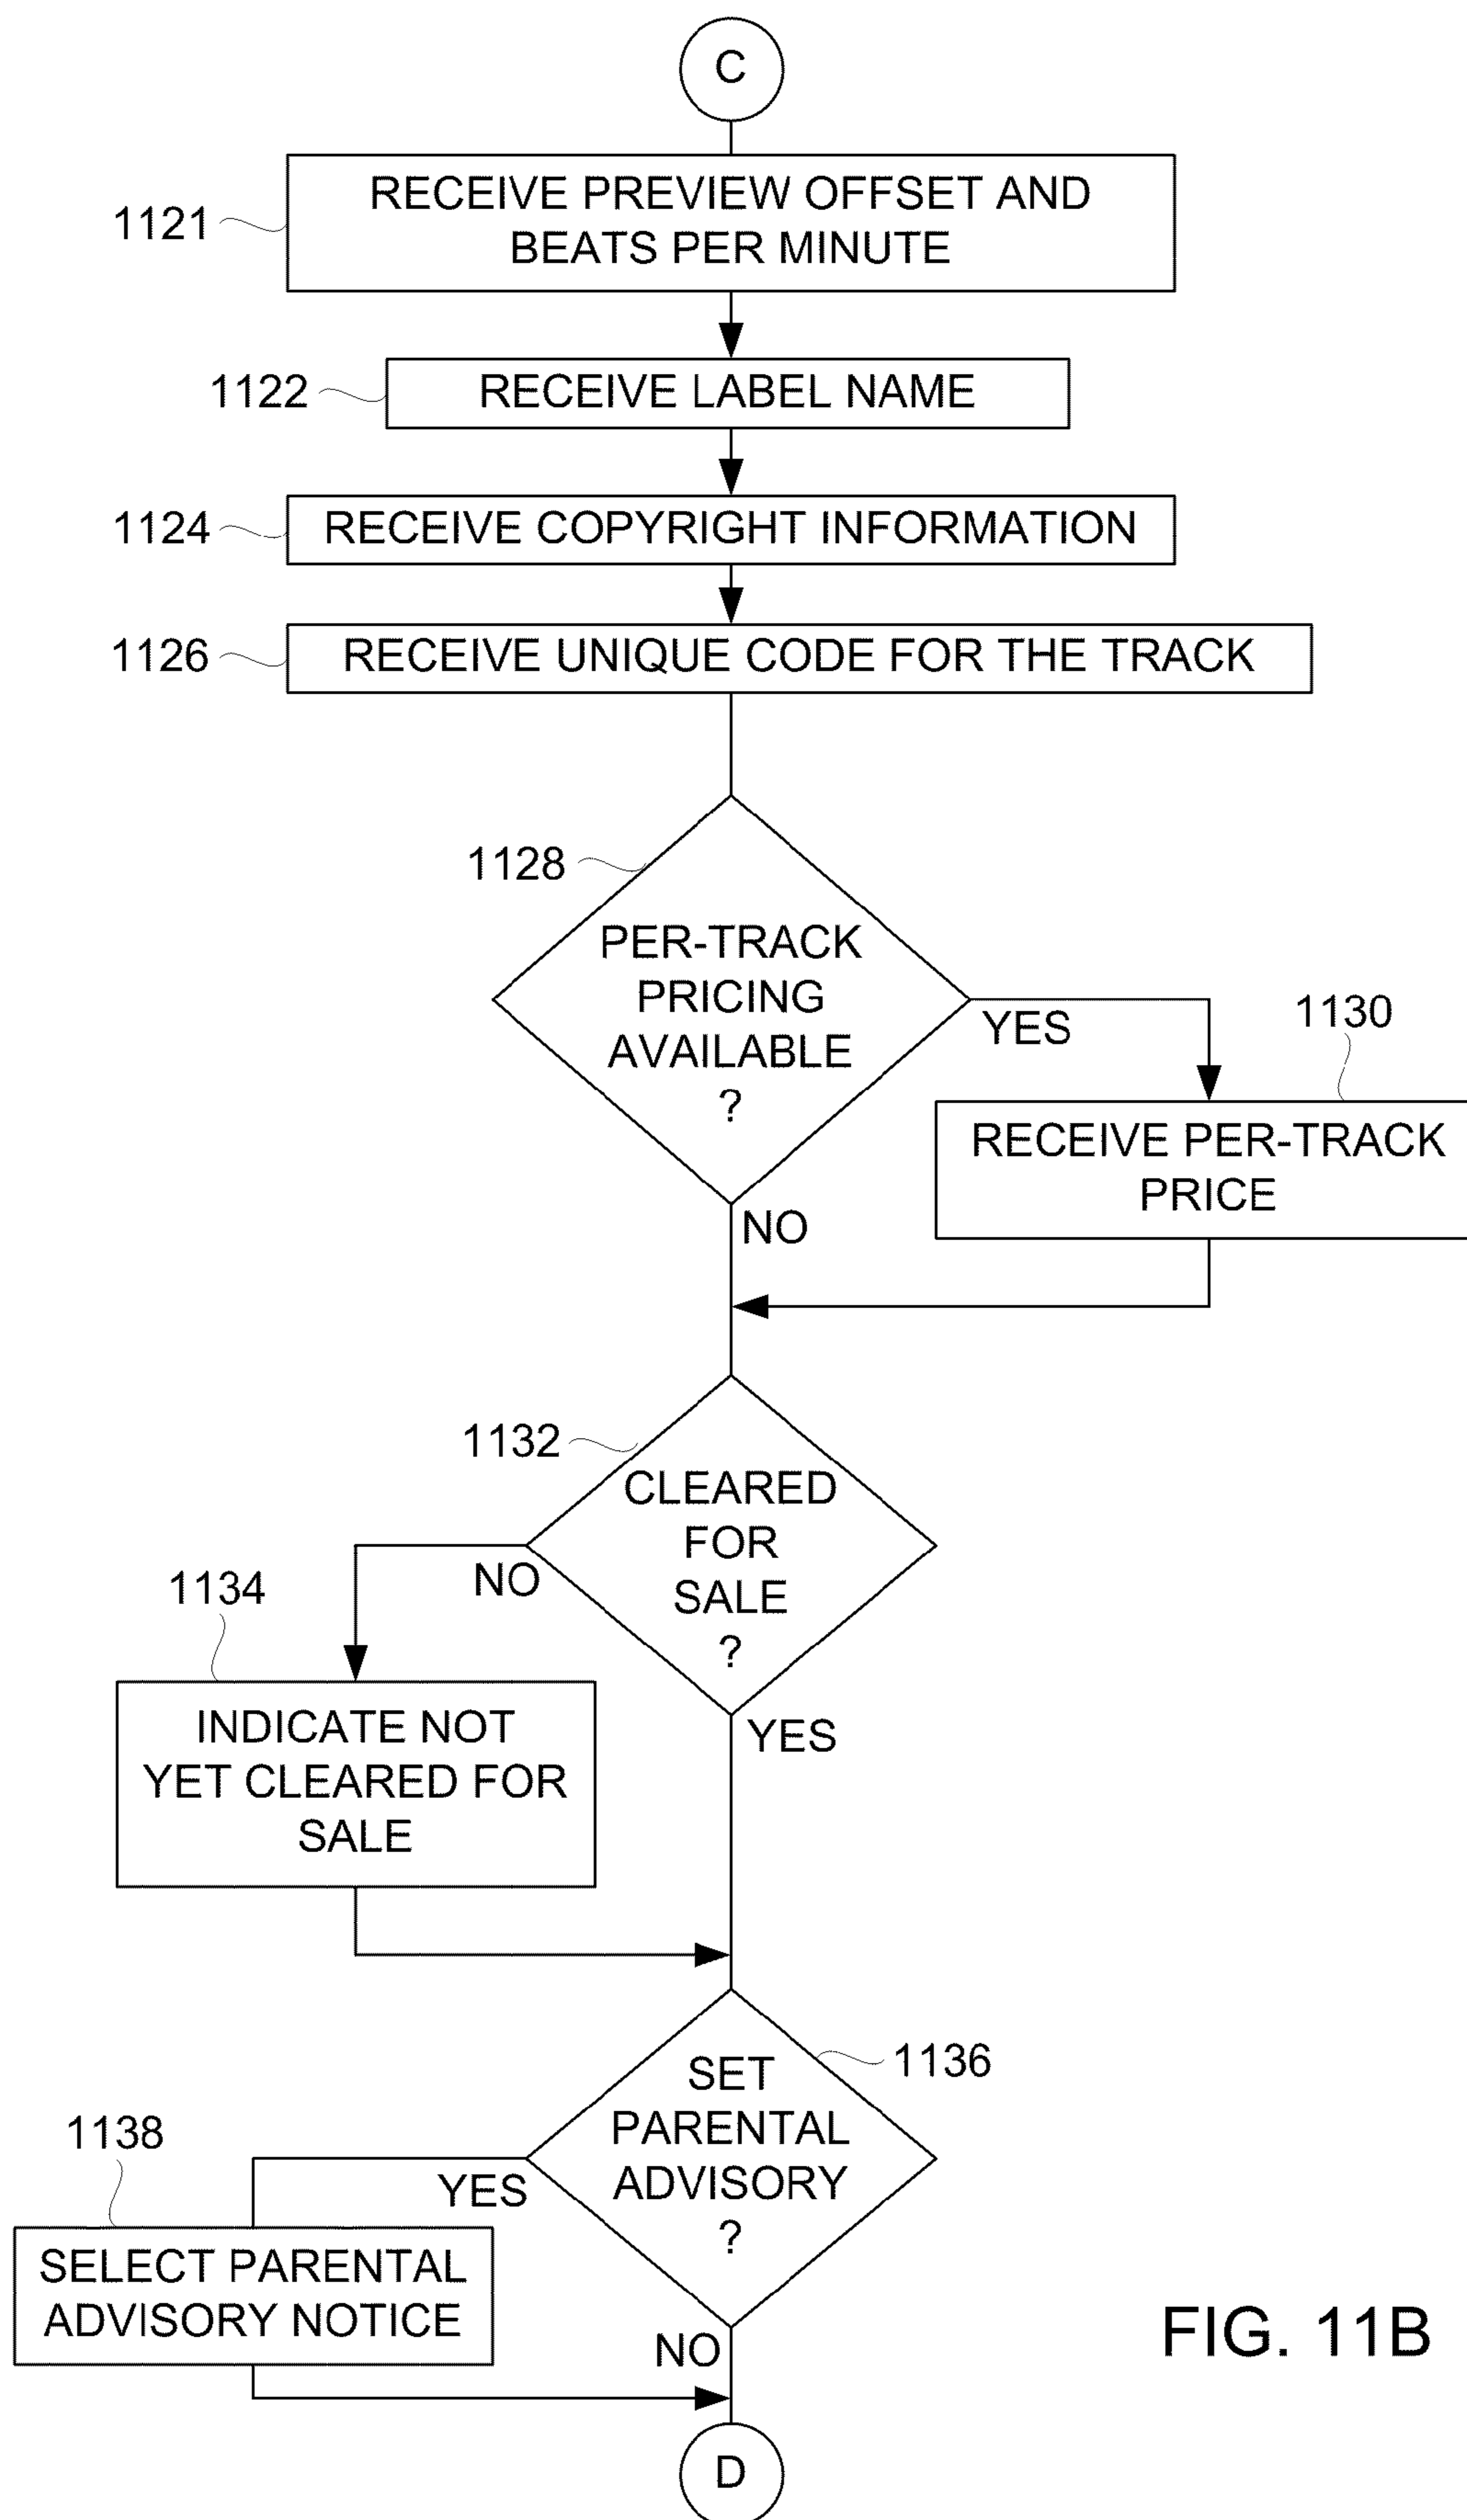 C
1121
RECEIVE PREVIEW OFFSET AND
BEATS PER MINUTE
1122
RECEIVE LABEL NAME
1124
RECEIVE COPYRIGHT INFORMATION
1126
RECEIVE UNIQUE CODE FOR THE TRACK
1128
PER-TRACK
PRICING
AVAILABLE
?
YES
1130
RECEIVE PER-TRACK
PRICE
NO
1132
CLEARED
FOR
SALE
?
NO
1134
INDICATE NOT
YET CLEARED FOR
SALE
YES
1136
SET
PARENTAL
ADVISORY
?
YES
1138
SELECT PARENTAL
ADVISORY NOTICE
NO
D
FIG. 11B